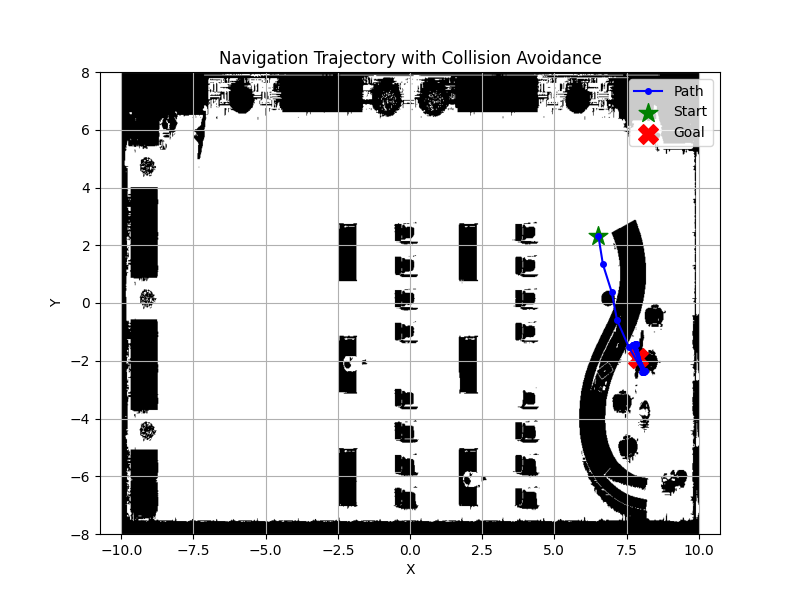 Navigation Trajectory with Collision Avoidance
Path
Start
Goal
8
6
4
2
0
−2
−4
−6
−8
Y
−10.0 −7.5 −5.0 −2.5 0.0 2.5 5.0 7.5 10.0
X